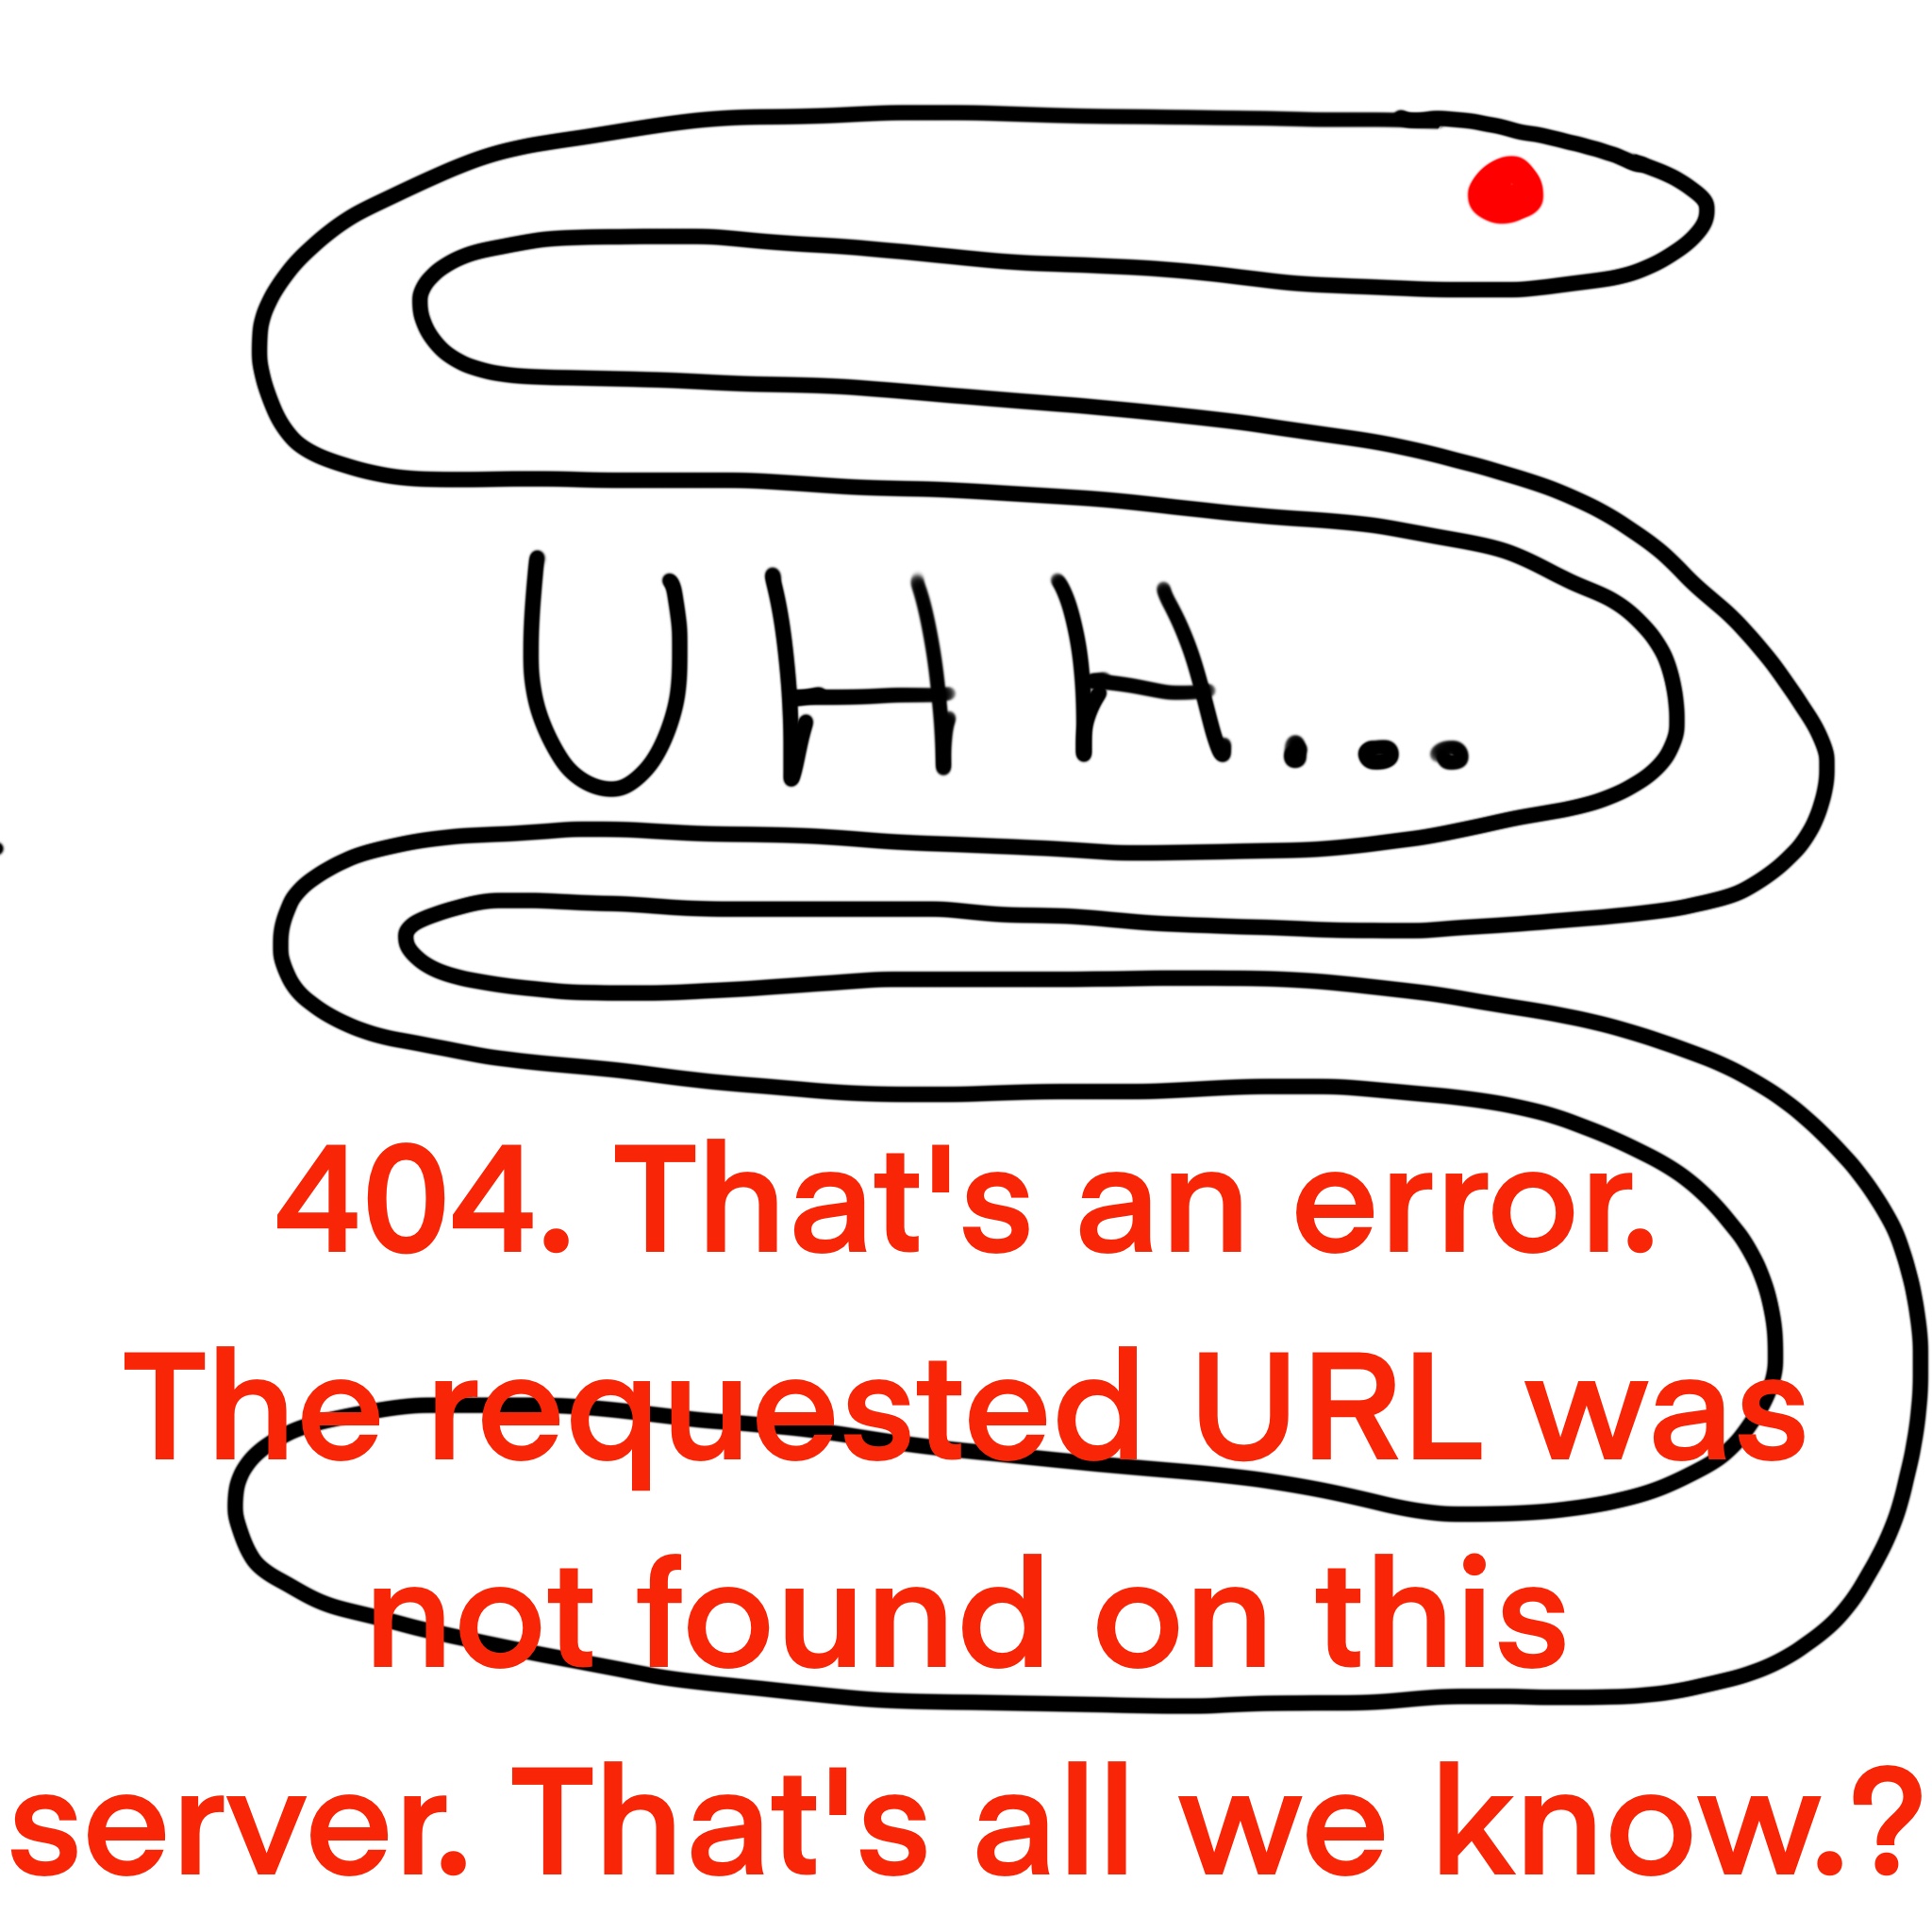 UHH...
404. That's an error.
The requested URL was
not found on this
server. That's all we know.?